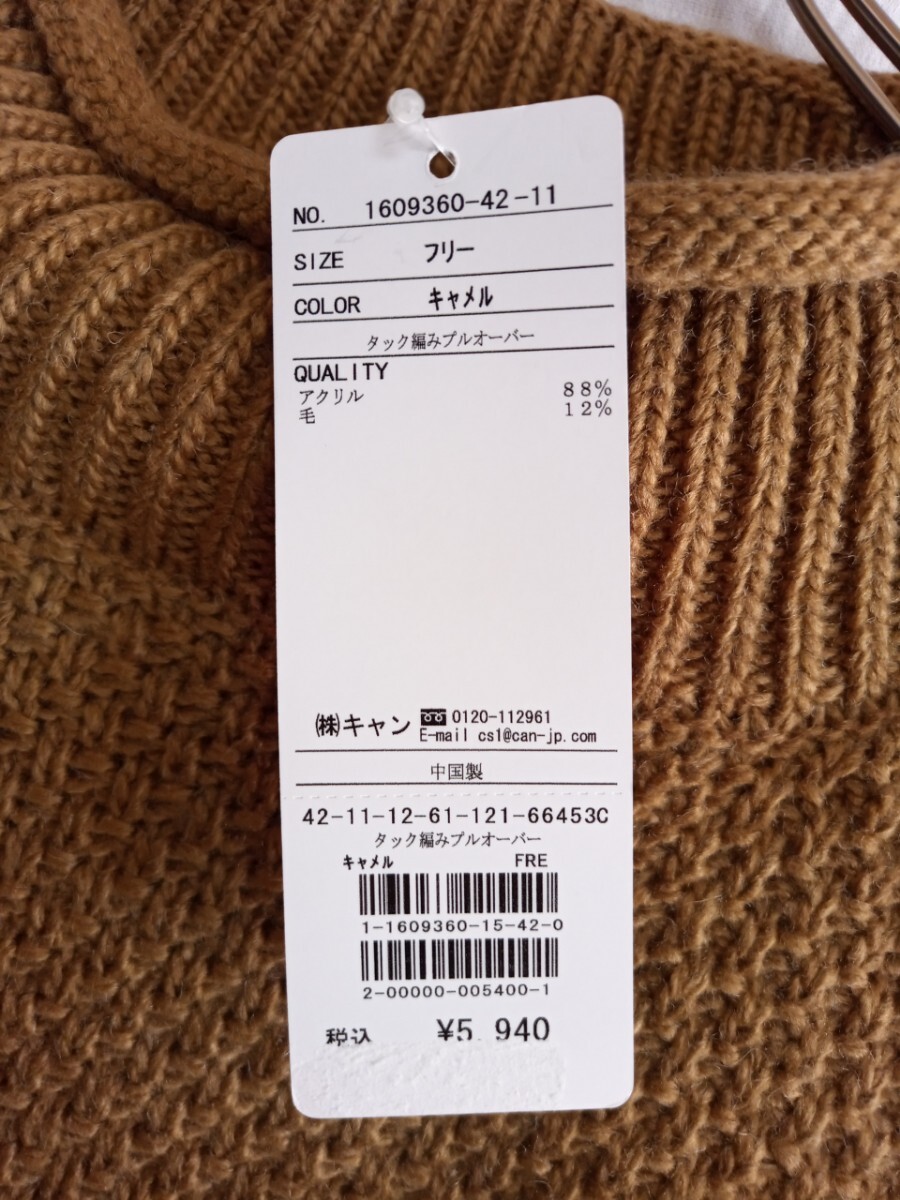 NO. 1609360-42-11
SIZE フリー
COLOR キャメル
タック編みプルオーバー
QUALITY
アクリル 88%
毛 12%
㈱キャン 0120-112961
E-mail cs1@can-jp.com
中国製
42-11-12-61-121-66453C
タック編みプルオーバー
キャメル FRE
1-1609360-15-42-0
2-00000-005400-1
税込 ¥5,940